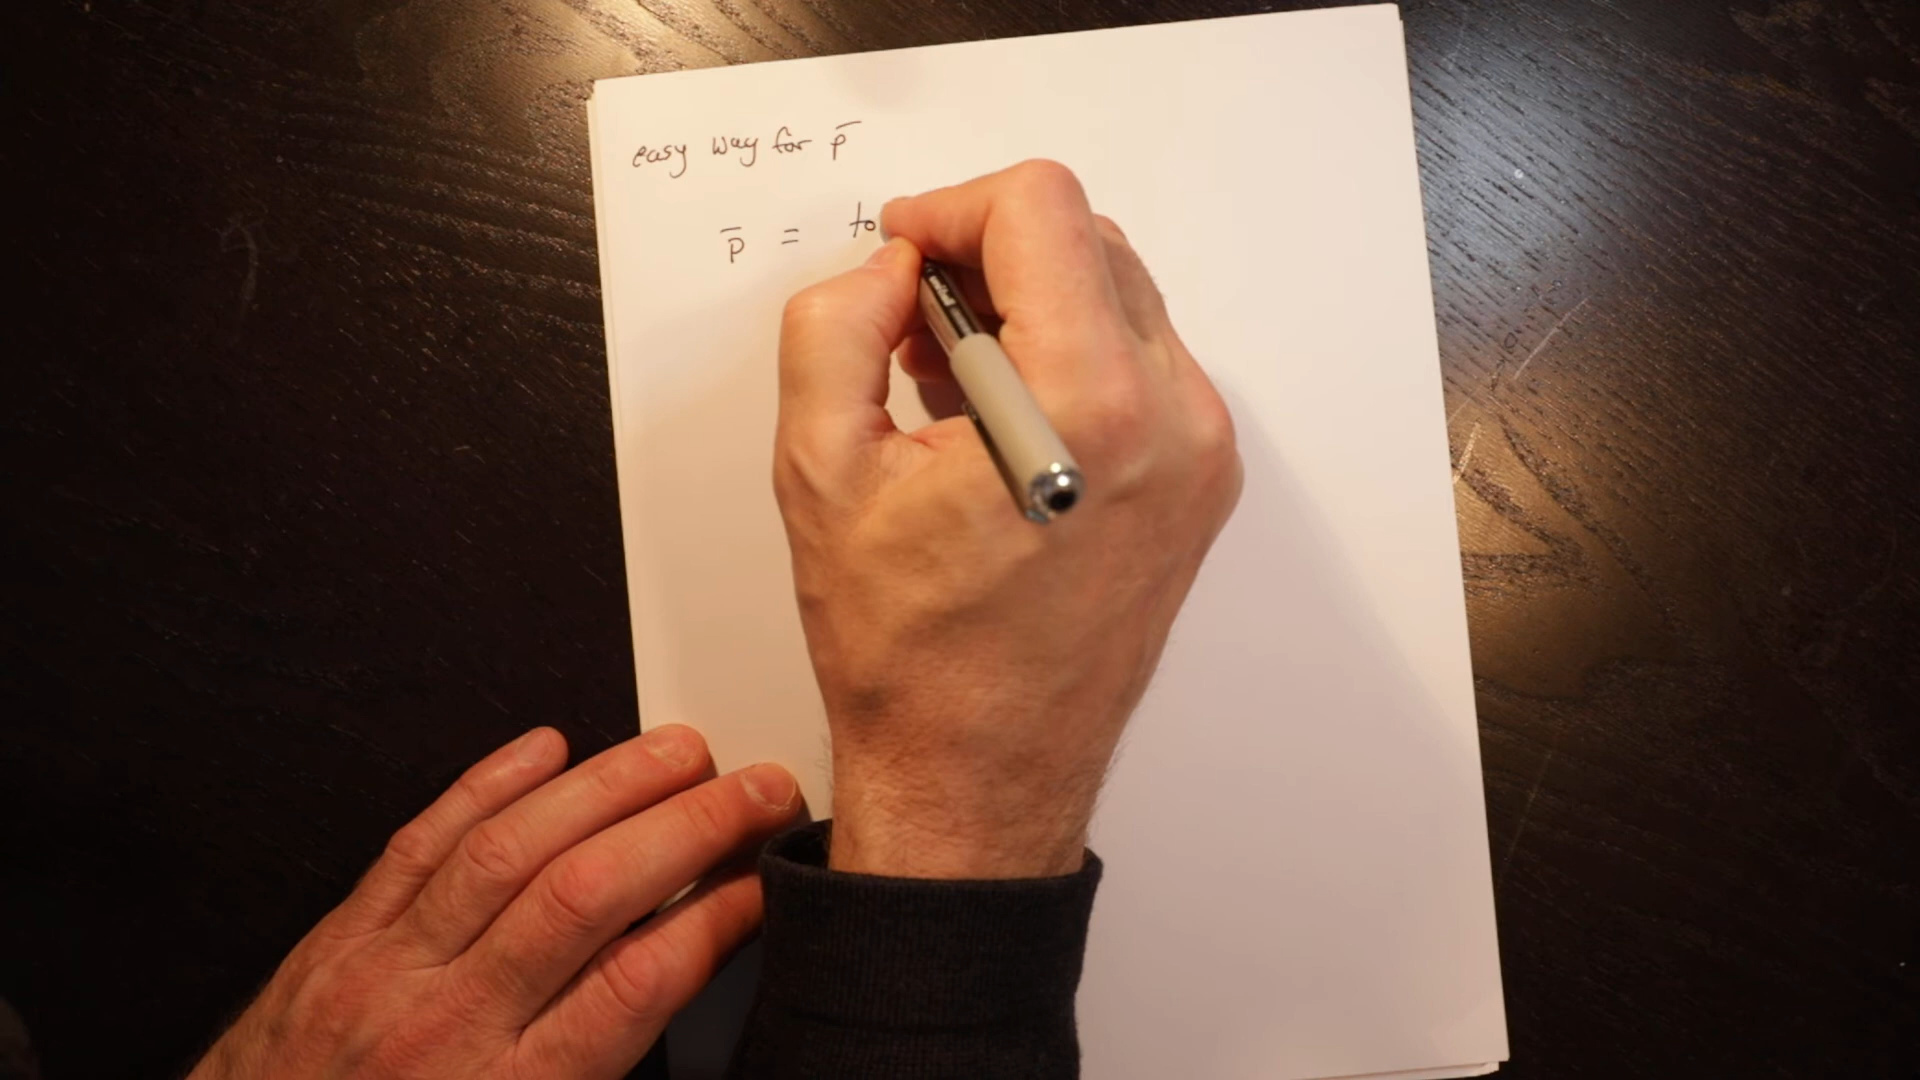 easy way for p̄
p̄ = to